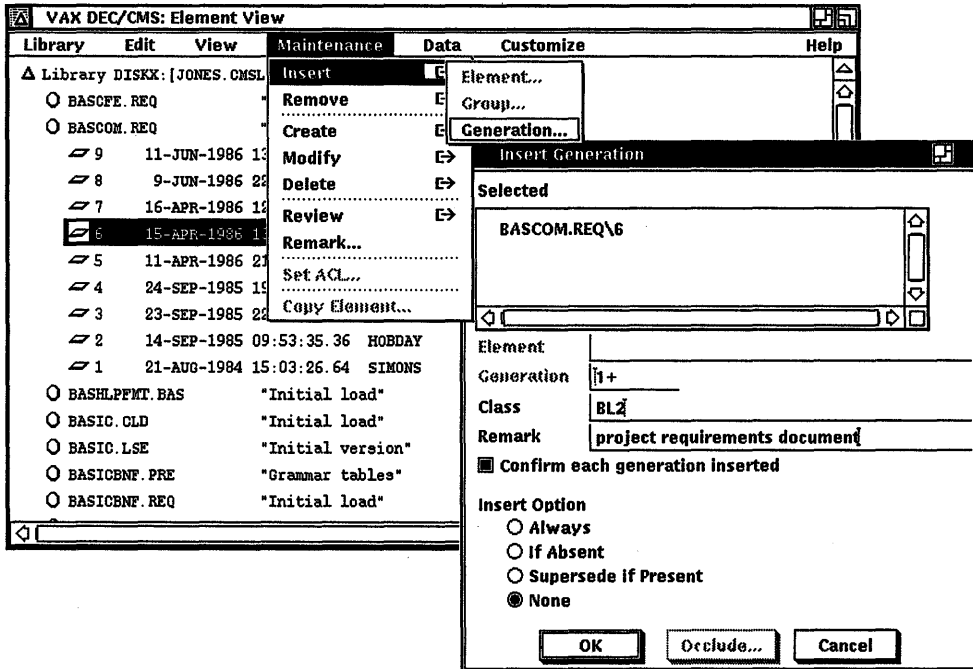 VAX DEC/CMS: Element View
Library Edit View Maintenance Data Customize Help
Library DISKX:[JONES.CMSL
BASCFE.REQ "
BASCOM.REQ "
9 11-JUN-1986 13
8 9-JUN-1986 22
7 16-APR-1986 12
6 15-APR-1986 13
5 11-APR-1986 21
4 24-SEP-1985 19
3 23-SEP-1985 22
2 14-SEP-1985 09:53:35.36 HOBDAY
1 21-AUG-1984 15:03:26.64 SIMONS
BASHLPFMT.BAS "Initial load"
BASIC.CLD "Initial load"
BASIC.LSE "Initial version"
BASICBNF.PRE "Grammar tables"
BASICBNF.REQ "Initial load"
Insert
Remove
Create
Modify
Delete
Review
Remark...
Set ACL...
Copy Element...
Element...
Group...
Generation...
Insert Generation
Selected
BASCOM.REQ\6
Element
Generation 1+
Class BL2
Remark project requirements document
Confirm each generation inserted
Insert Option
Always
If Absent
Supersede if Present
None
OK Occlude... Cancel